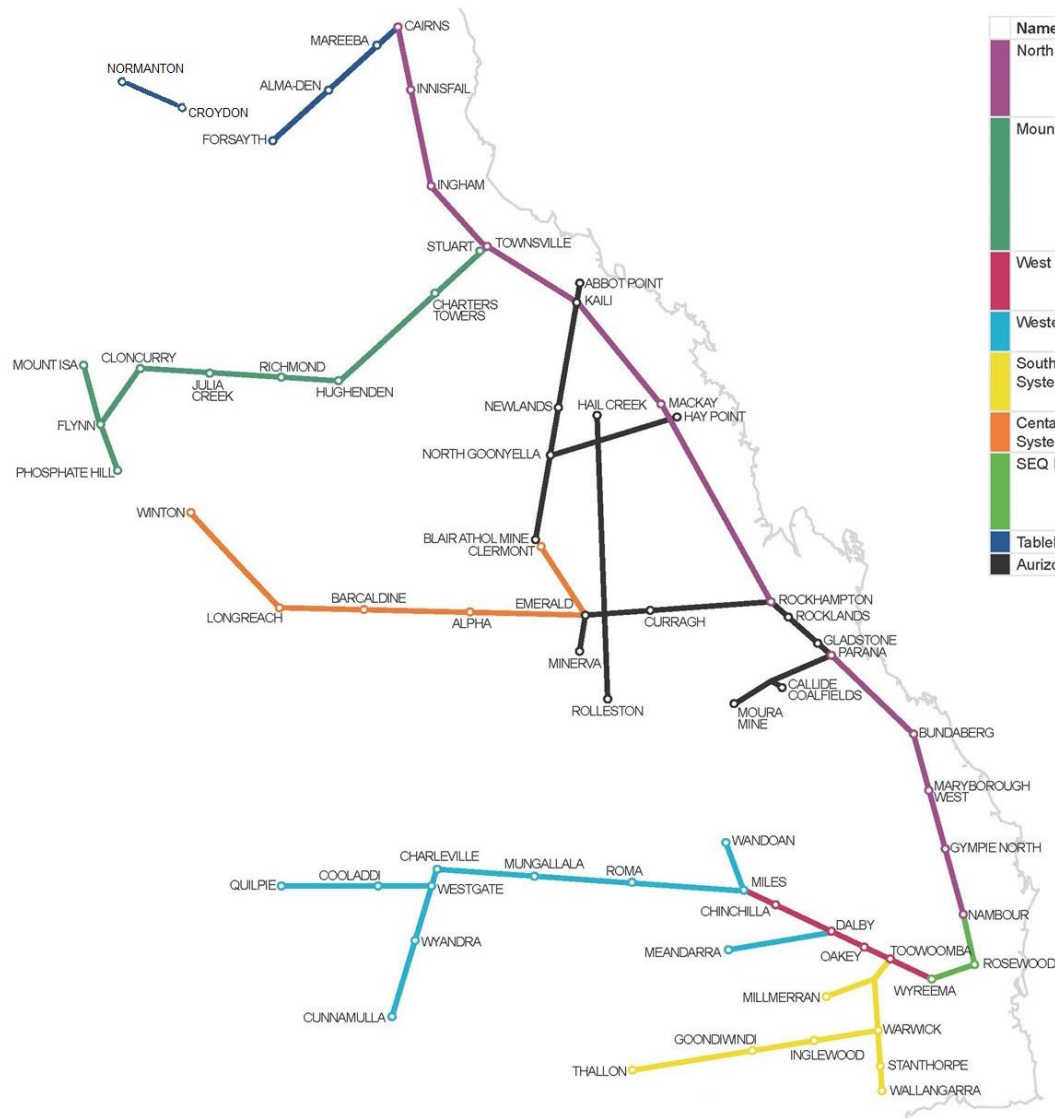 CAIRNS
MAREEBA
NORMANTON
ALMA-DEN
INNISFAIL
CROYDON
FORSAYTH
INGHAM
STUART
TOWNSVILLE
ABBOT POINT
KAILI
CHARTERS
TOWERS
MOUNT ISA
CLONCURRY
JULIA
CREEK
RICHMOND
HUGHENDEN
NEWLANDS
HAIL CREEK
MACKAY
HAY POINT
FLYNN
NORTH GOONYELLA
PHOSPHATE HILL
WINTON
BLAIR ATHOL MINE
CLERMONT
LONGREACH
BARCALDINE
ALPHA
EMERALD
CURRAGH
ROCKHAMPTON
ROCKLANDS
GLADSTONE
PARANA
MINERVA
ROLLESTON
CALLIDE
COALFIELDS
MOURA
MINE
BUNDABERG
MARYBOROUGH
WEST
GYMPIE NORTH
NAMBOUR
WANDOAN
CHARLEVILLE
MUNGALLALA
ROMA
MILES
QUILPIE
COOLADDI
WESTGATE
CHINCHILLA
DALBY
WYANDRA
MEANDARRA
OAKEY
TOOWOOMBA
ROSEWOOD
WYREEMA
MILLMERRAN
CUNNAMULLA
WARWICK
GOONDIWINDI
INGLEWOOD
STANTHORPE
THALLON
WALLANGARRA
Name
North
Moun
West
Weste
South
Syste
Centa
Syste
SEQ
Table
Aurizo